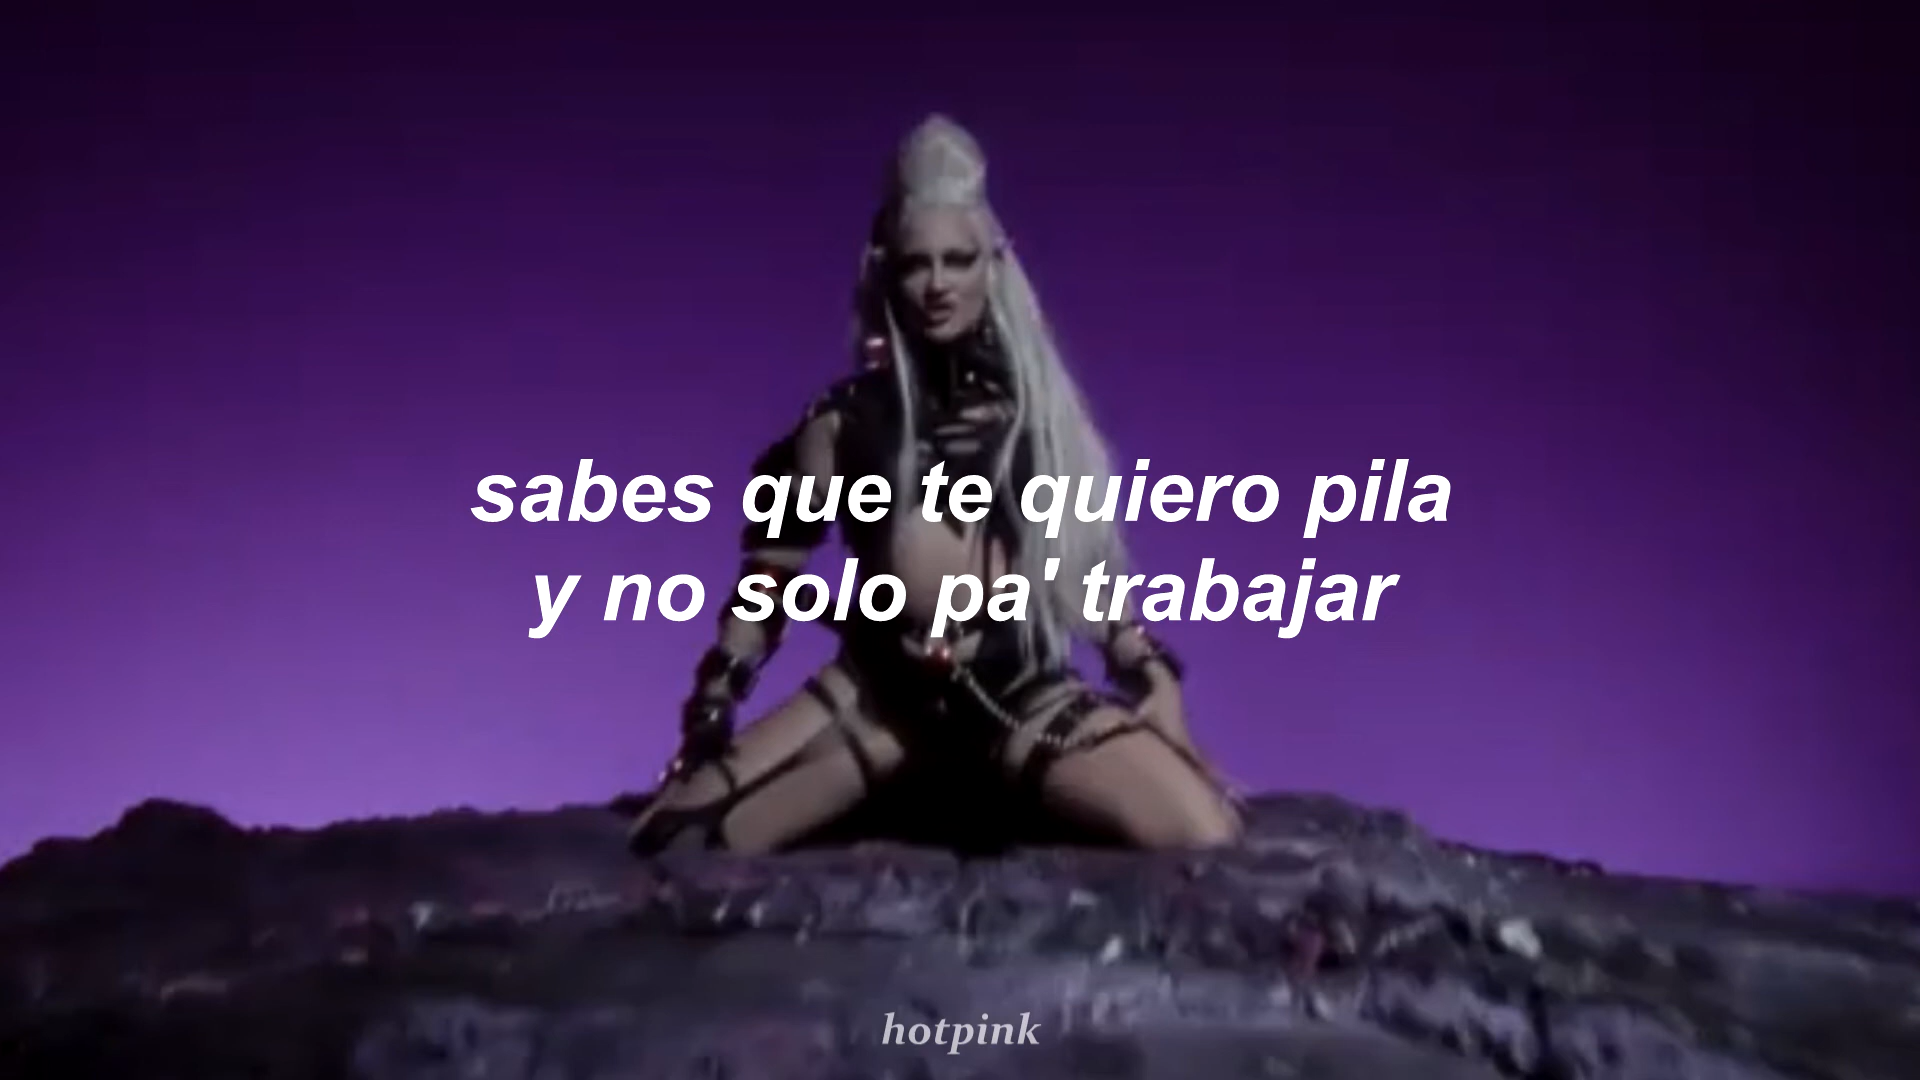 sabes que te quiero pila
y no solo pa' trabajar
hotpink